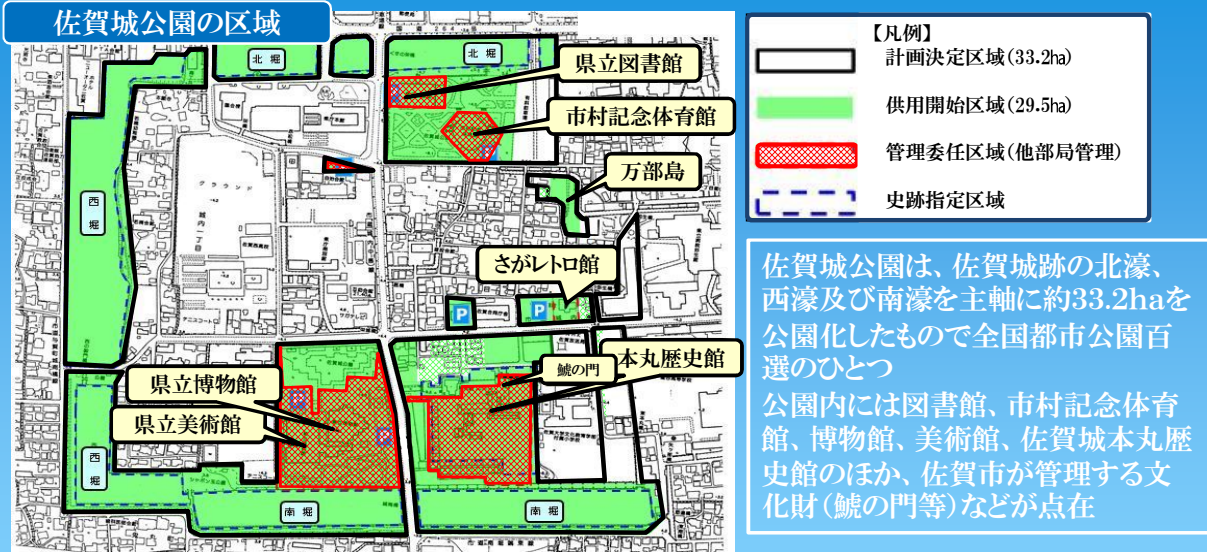 佐賀城公園の区域
北堀
北堀
県立図書館
市村記念体育館
万部島
西堀
グラウンド
城内二丁目
さがレトロ館
P
P
鯱の門
本丸歴史館
県立博物館
県立美術館
西堀
南堀
南堀
【凡例】
計画決定区域(33.2ha)
供用開始区域(29.5ha)
管理委任区域(他部局管理)
史跡指定区域
佐賀城公園は、佐賀城跡の北濠、
西濠及び南濠を主軸に約33.2haを
公園化したもので全国都市公園百
選のひとつ
公園内には図書館、市村記念体育
館、博物館、美術館、佐賀城本丸歴
史館のほか、佐賀市が管理する文
化財(鯱の門等)などが点在